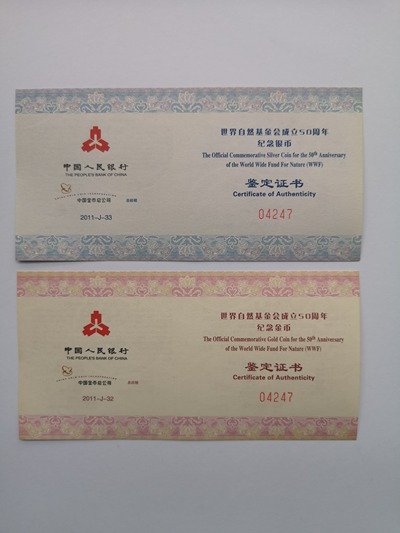 世界自然基金会成立50周年
纪念银币
The Official Commemorative Silver Coin for the 50th Anniversary
of the World Wide Fund For Nature (WWF)
鉴定证书
Certificate of Authenticity
04247
中国人民银行
THE PEOPLE'S BANK OF CHINA
中国金币总公司
2011-J-33
世界自然基金会成立50周年
纪念金币
The Official Commemorative Gold Coin for the 50th Anniversary
of the World Wide Fund For Nature (WWF)
鉴定证书
Certificate of Authenticity
04247
中国人民银行
THE PEOPLE'S BANK OF CHINA
中国金币总公司
2011-J-32